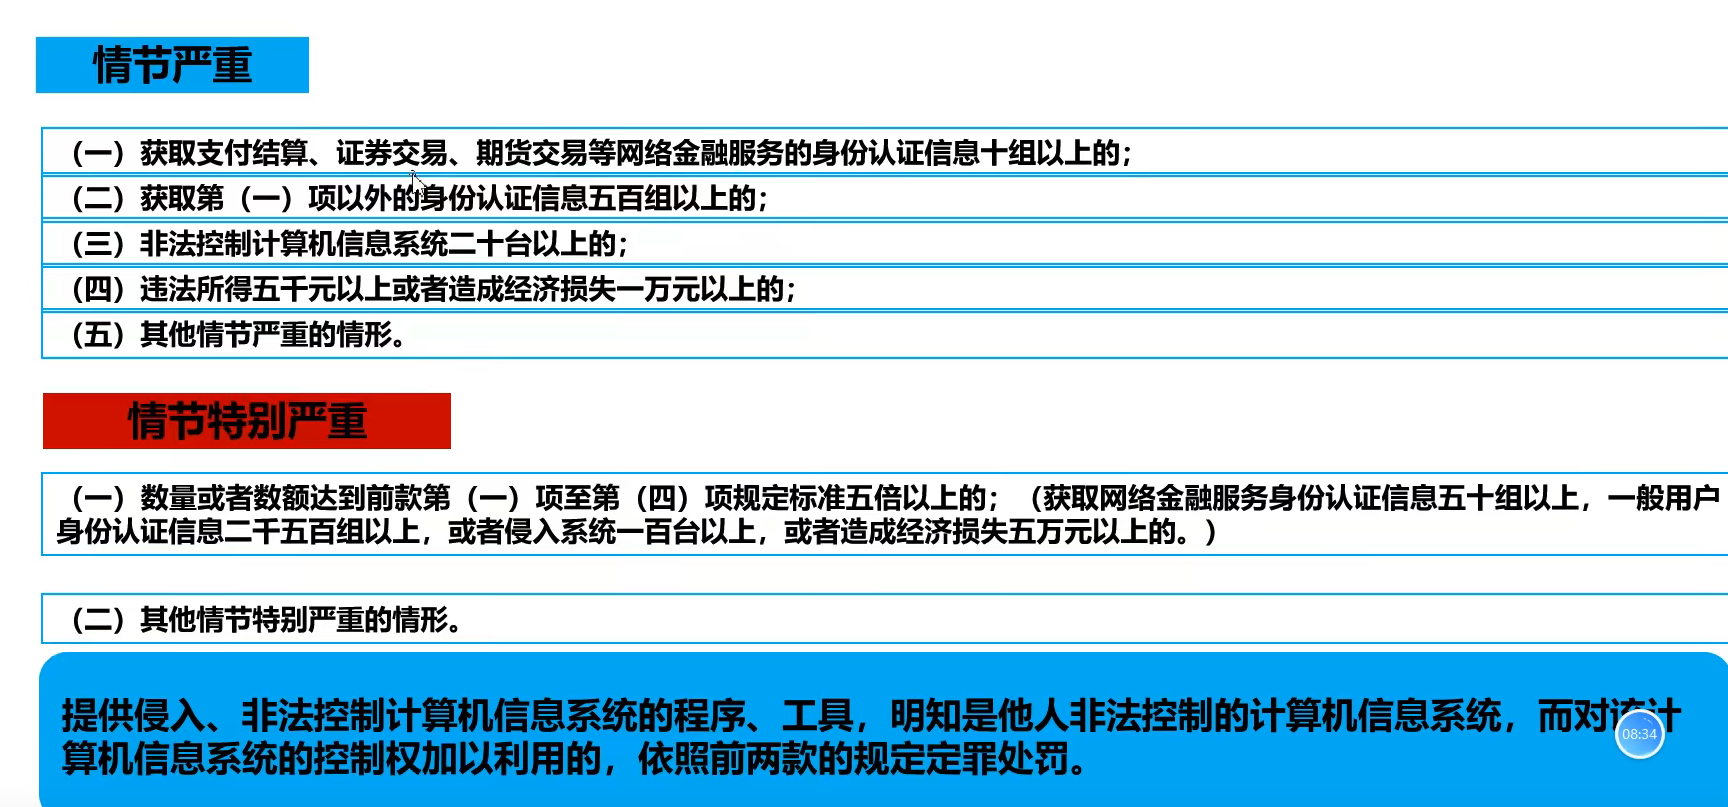 情节严重
（一）获取支付结算、证券交易、期货交易等网络金融服务的身份认证信息十组以上的；
（二）获取第（一）项以外的身份认证信息五百组以上的；
（三）非法控制计算机信息系统二十台以上的；
（四）违法所得五千元以上或者造成经济损失一万元以上的；
（五）其他情节严重的情形。
情节特别严重
（一）数量或者数额达到前款第（一）项至第（四）项规定标准五倍以上的；（获取网络金融服务身份认证信息五十组以上，一般用户
身份认证信息二千五百组以上，或者侵入系统一百台以上，或者造成经济损失五万元以上的。）
（二）其他情节特别严重的情形。
提供侵入、非法控制计算机信息系统的程序、工具，明知是他人非法控制的计算机信息系统，而对该计
算机信息系统的控制权加以利用的，依照前两款的规定定罪处罚。
08:34